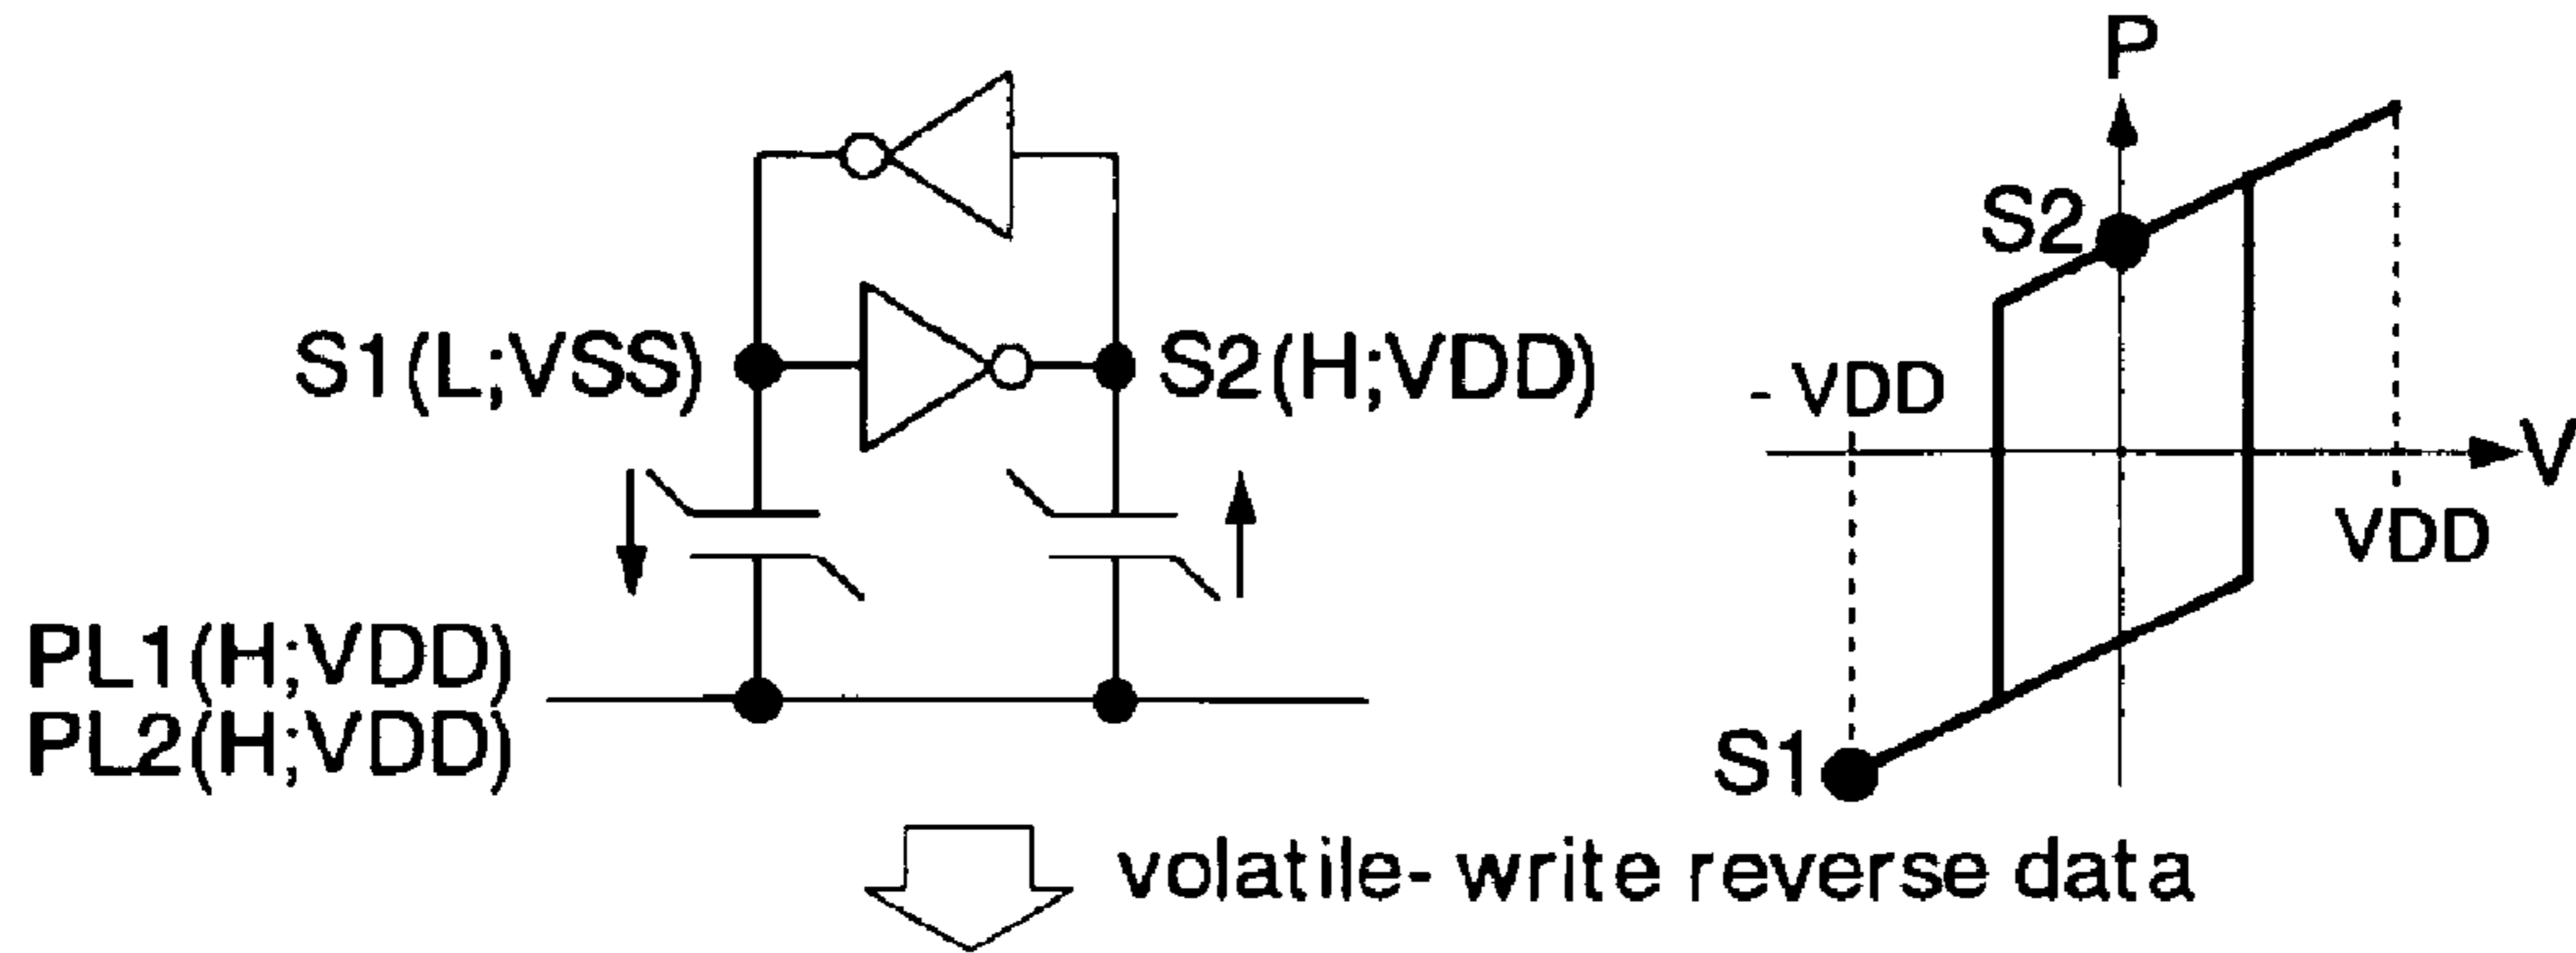 P
S2
S1(L;VSS)
S2(H;VDD)
- VDD
V
VDD
PL1(H;VDD)
PL2(H;VDD)
S1
volatile- write reverse data